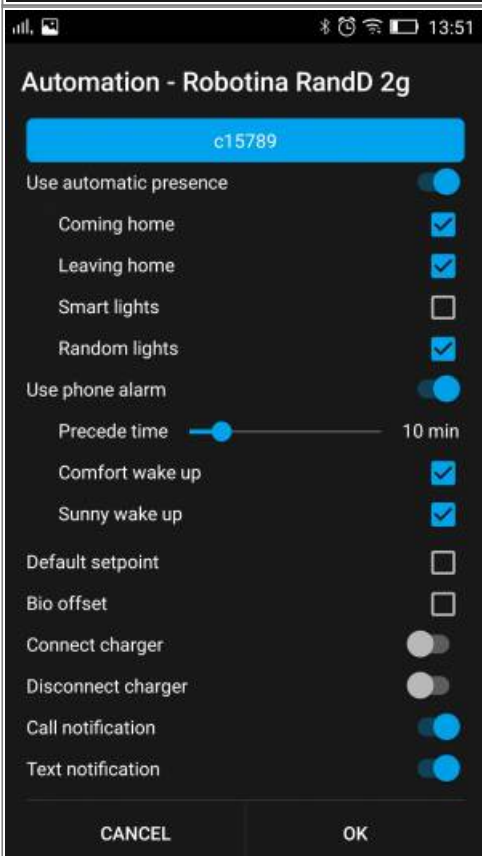 13:51
Automation - Robotina RandD 2g
c15789
Use automatic presence
Coming home
Leaving home
Smart lights
Random lights
Use phone alarm
Precede time 10 min
Comfort wake up
Sunny wake up
Default setpoint
Bio offset
Connect charger
Disconnect charger
Call notification
Text notification
CANCEL OK